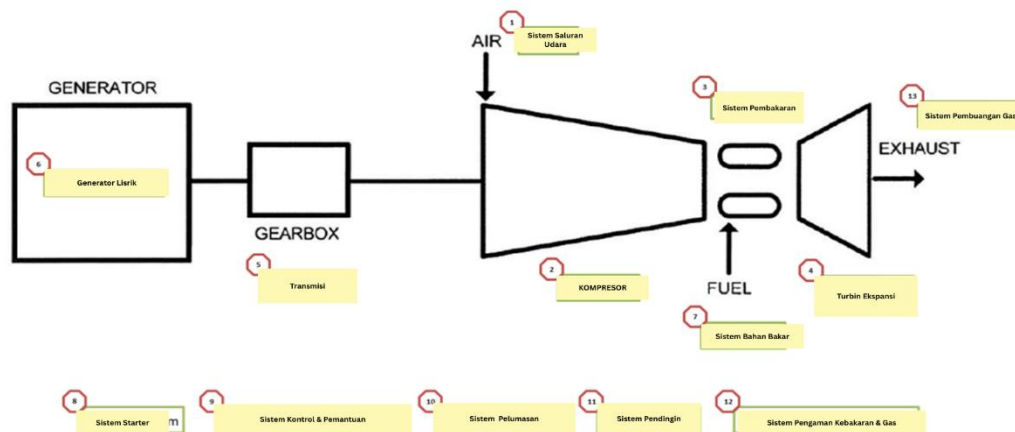 1
Sistem Saluran
Udara
AIR
GENERATOR
3
Sistem Pembakaran
13
Sistem Pembuangan Gas
EXHAUST
6
Generator Lisrik
GEARBOX
5
Transmisi
2
KOMPRESOR
FUEL
4
Turbin Ekspansi
7
Sistem Bahan Bakar
8
Sistem Starter
m
9
Sistem Kontrol & Pemantuan
10
Sistem Pelumasan
11
Sistem Pendingin
12
Sistem Pengaman Kebakaran & Gas